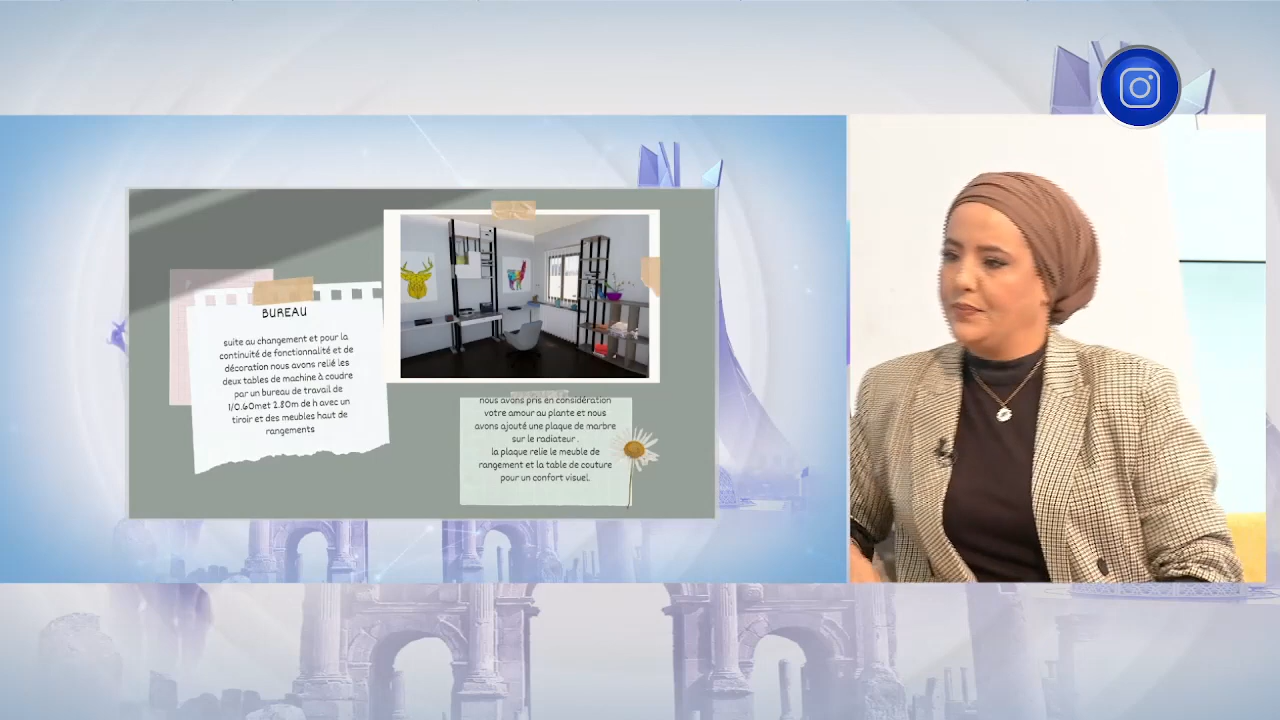 BUREAU
suite au changement et pour la
continuité de fonctionnalité et de
décoration nous avons relié les
deux tables de machine à coudre
par un bureau de travail de
1/0.60met 2.80m de h avec un
tiroir et des meubles haut de
rangements
nous avons pris en considération
votre amour au plante et nous
avons ajouté une plaque de marbre
sur le radiateur .
la plaque relie le meuble de
rangement et la table de couture
pour un confort visuel.